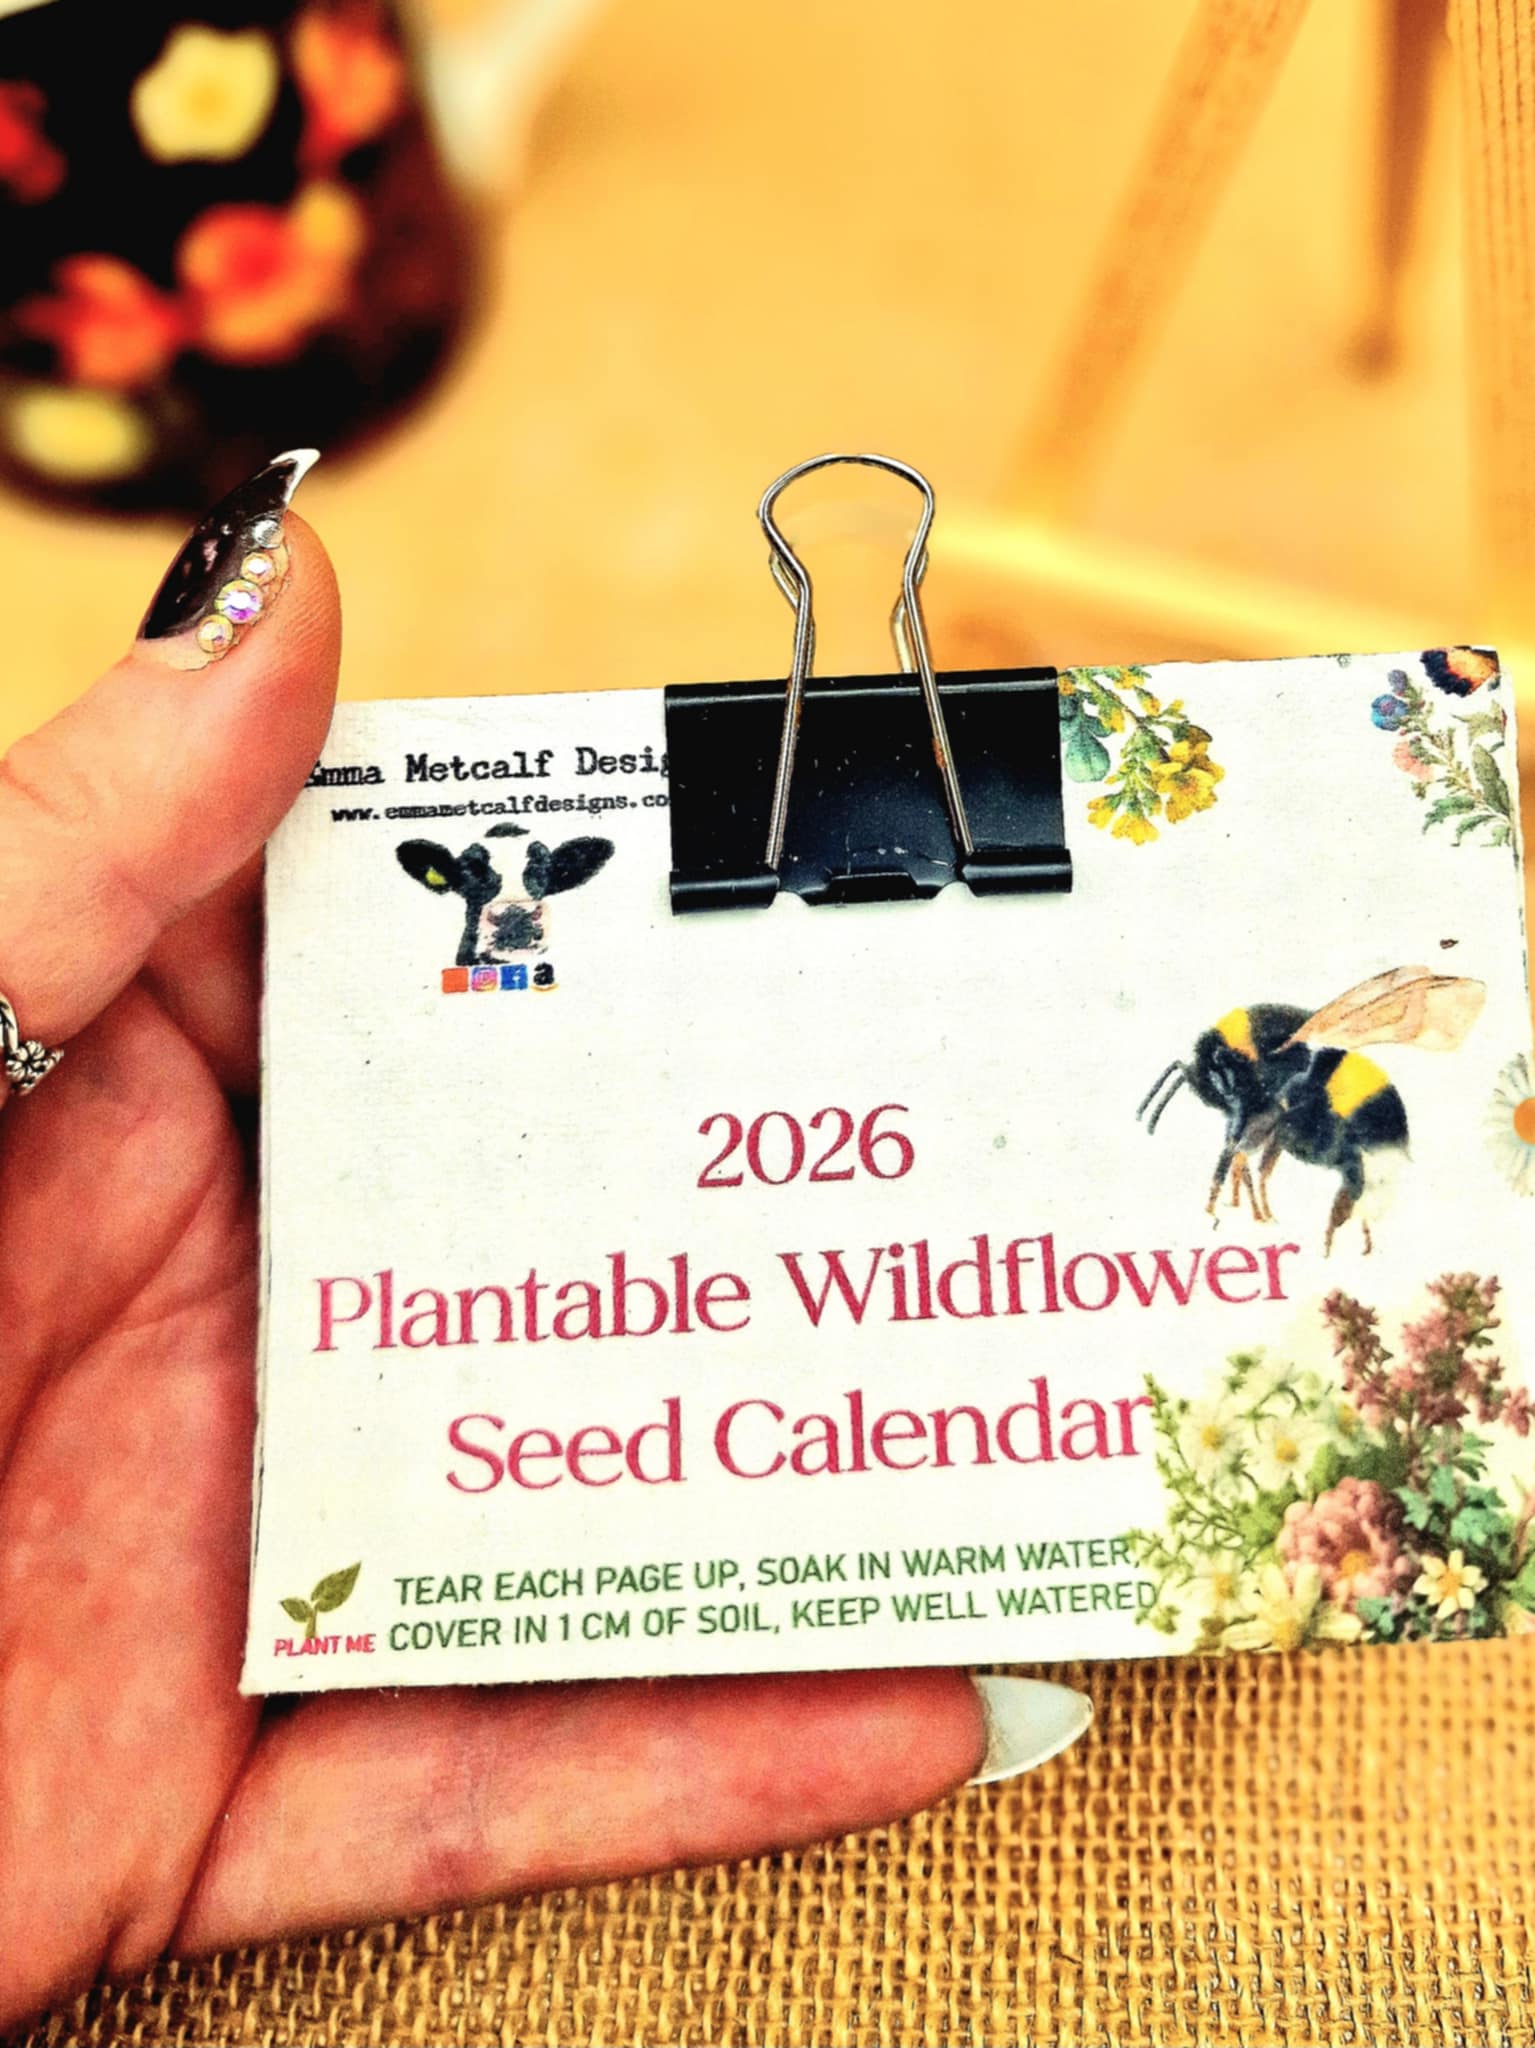 Emma Metcalf Desig
www.emmametcalfdesigns.co
a
2026
Plantable Wildflower
Seed Calendar
TEAR EACH PAGE UP, SOAK IN WARM WATER,
COVER IN 1 CM OF SOIL, KEEP WELL WATERED
PLANT ME